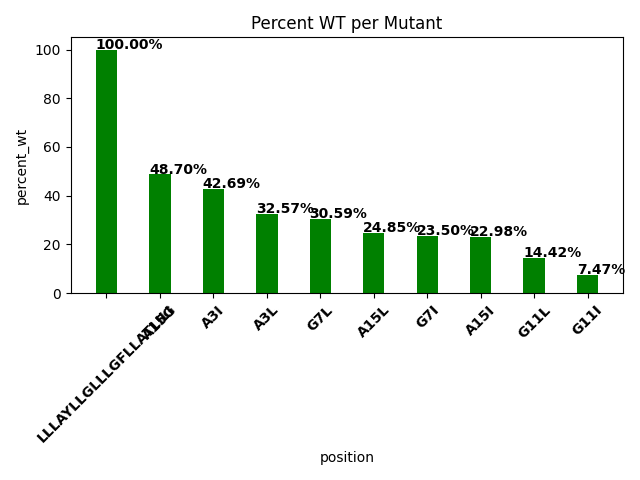 Percent WT per Mutant
percent_wt
100
80
60
40
20
0
100.00%
48.70%
42.69%
32.57%
30.59%
24.85%
23.50%
22.98%
14.42%
7.47%
A3I
A3L
G7L
A15L
G7I
A15I
G11L
G11I
position